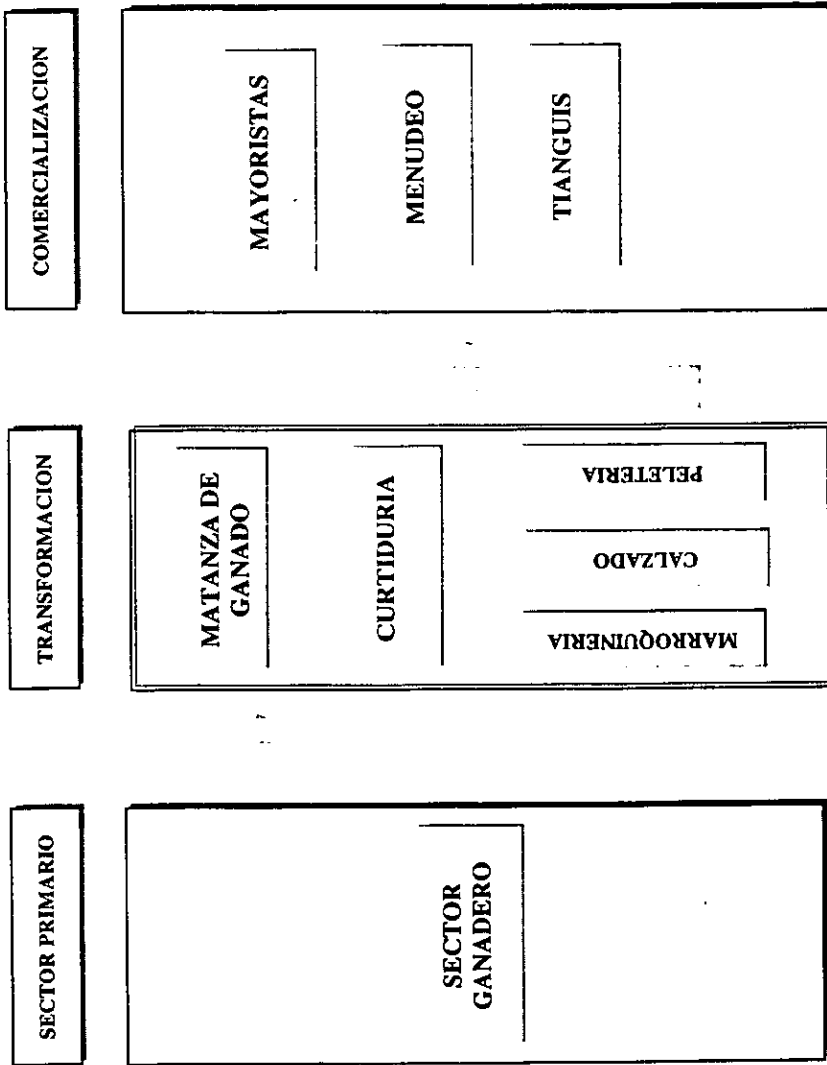 SECTOR PRIMARIO
TRANSFORMACION
COMERCIALIZACION
SECTOR
GANADERO
MATANZA DE
GANADO
CURTIDURIA
MARROQUINERIA
CALZADO
PELETERIA
MAYORISTAS
MENUDEO
TIANGUIS